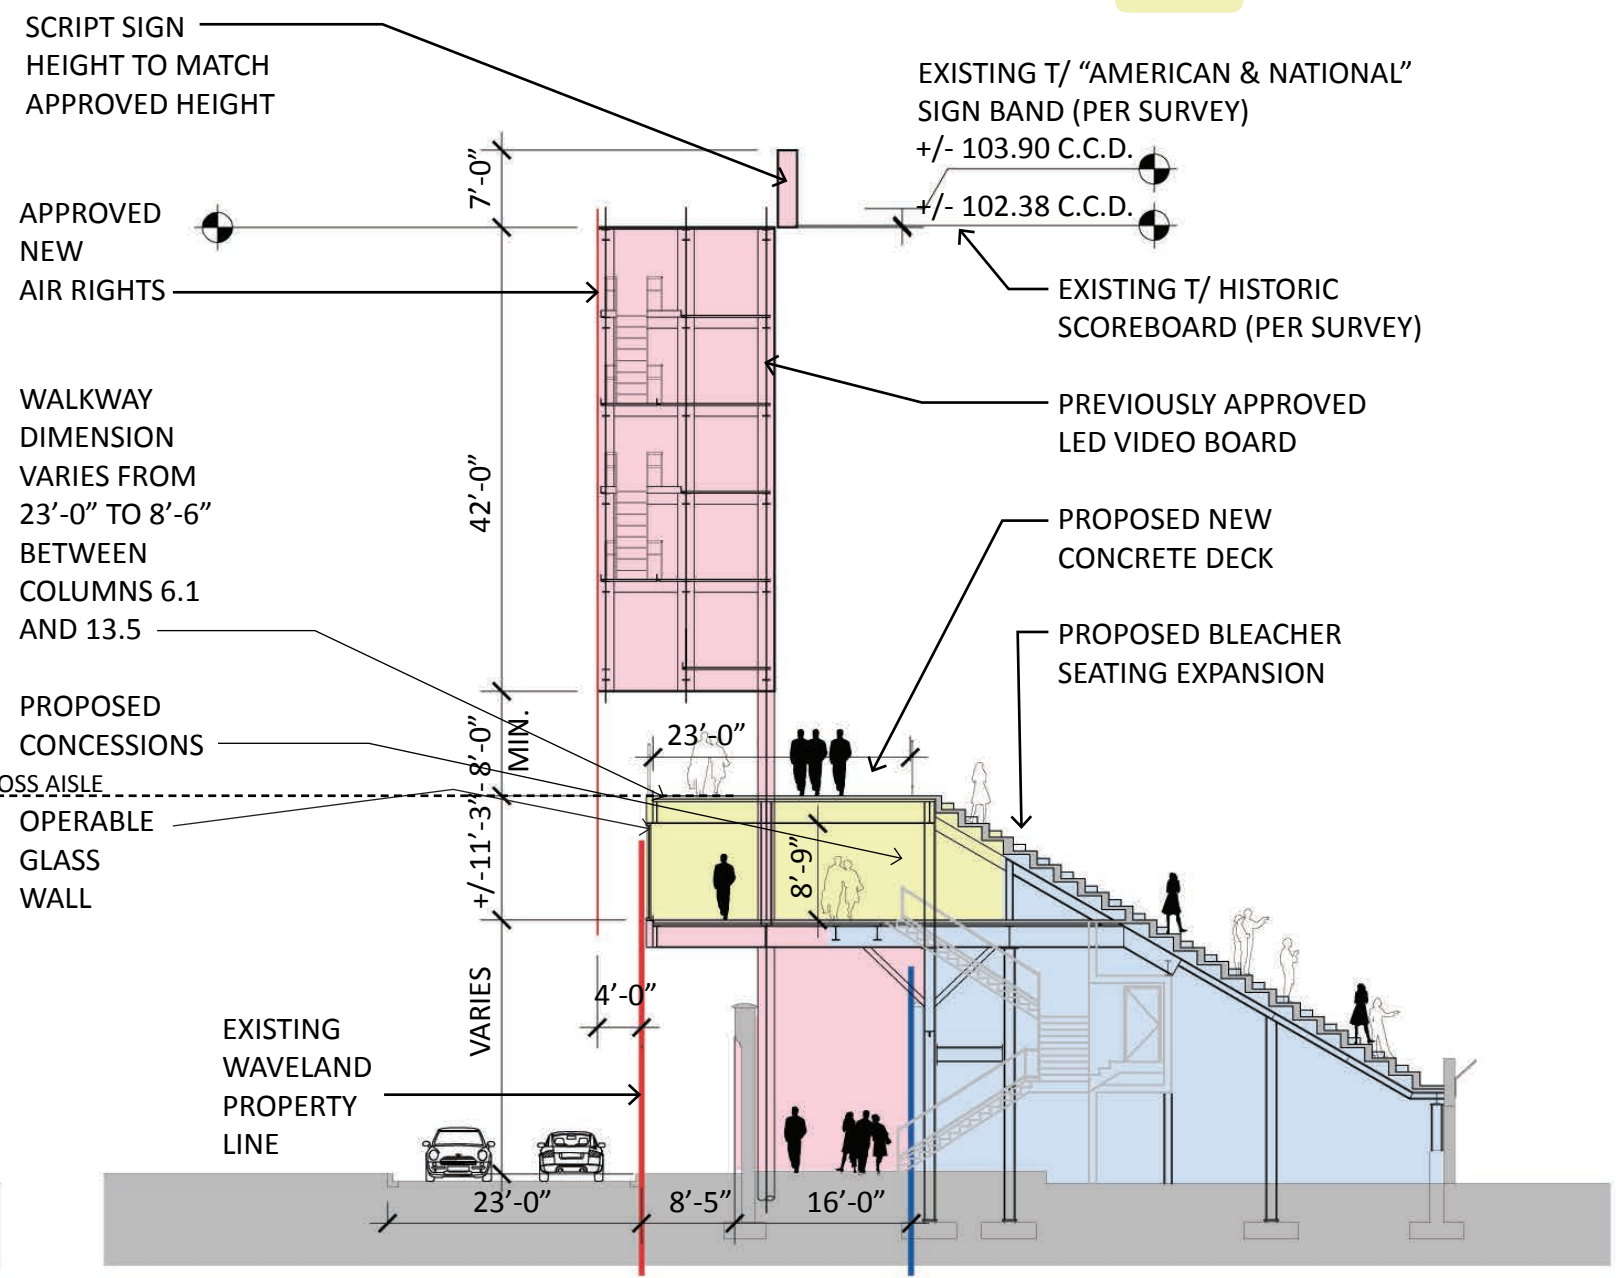 SCRIPT SIGN
HEIGHT TO MATCH
APPROVED HEIGHT
EXISTING T/ “AMERICAN & NATIONAL”
SIGN BAND (PER SURVEY)
+/- 103.90 C.C.D.
+/- 102.38 C.C.D.
7’-0”
APPROVED
NEW
AIR RIGHTS
EXISTING T/ HISTORIC
SCOREBOARD (PER SURVEY)
WALKWAY
DIMENSION
VARIES FROM
23’-0” TO 8’-6”
BETWEEN
COLUMNS 6.1
AND 13.5
PREVIOUSLY APPROVED
LED VIDEO BOARD
42’-0”
PROPOSED NEW
CONCRETE DECK
PROPOSED BLEACHER
SEATING EXPANSION
PROPOSED
CONCESSIONS
8’-0”
MIN.
23’-0”
OSS AISLE
OPERABLE
GLASS
WALL
+/-11’-3”
8’-9”
VARIES
4’-0”
EXISTING
WAVELAND
PROPERTY
LINE
23’-0”
8’-5”
16’-0”